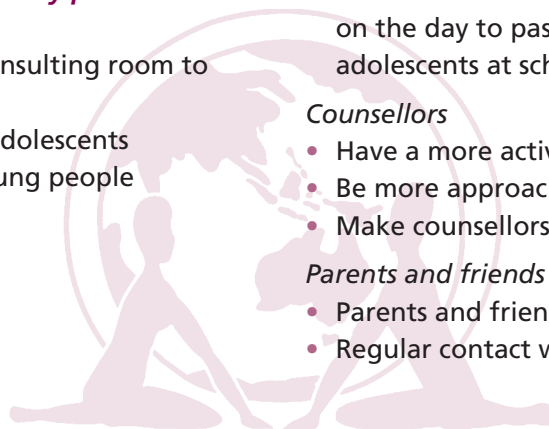 nsulting room to
dolescents
ung people
on the day to pas
adolescents at sch
Counsellors
• Have a more activ
• Be more approac
• Make counsellors
Parents and friends
• Parents and frien
• Regular contact w